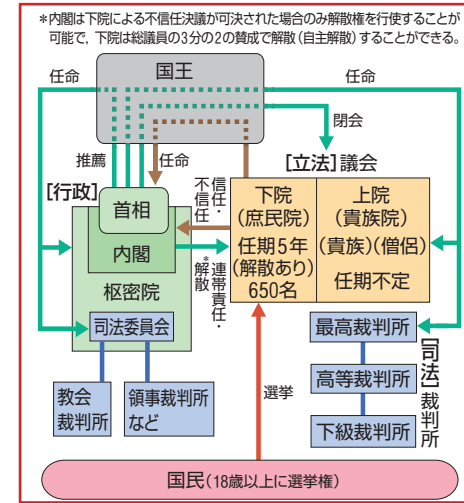 *内閣は下院による不信任決議が可決された場合のみ解散権を行使することが
可能で，下院は総議員の3分の2の賛成で解散(自主解散)することができる。
国王
任命
任命
閉会
推薦
任命
信任・
不信任
[立法]議会
[行政]
首相
内閣
枢密院
司法委員会
教会
裁判所
領事裁判所
など
連帯責任・
*解散
下院
(庶民院)
任期5年
(解散あり)
650名
上院
(貴族院)
(貴族)(僧侶)
任期不定
最高裁判所
高等裁判所
下級裁判所
[司法]裁判所
選挙
国民(18歳以上に選挙権)